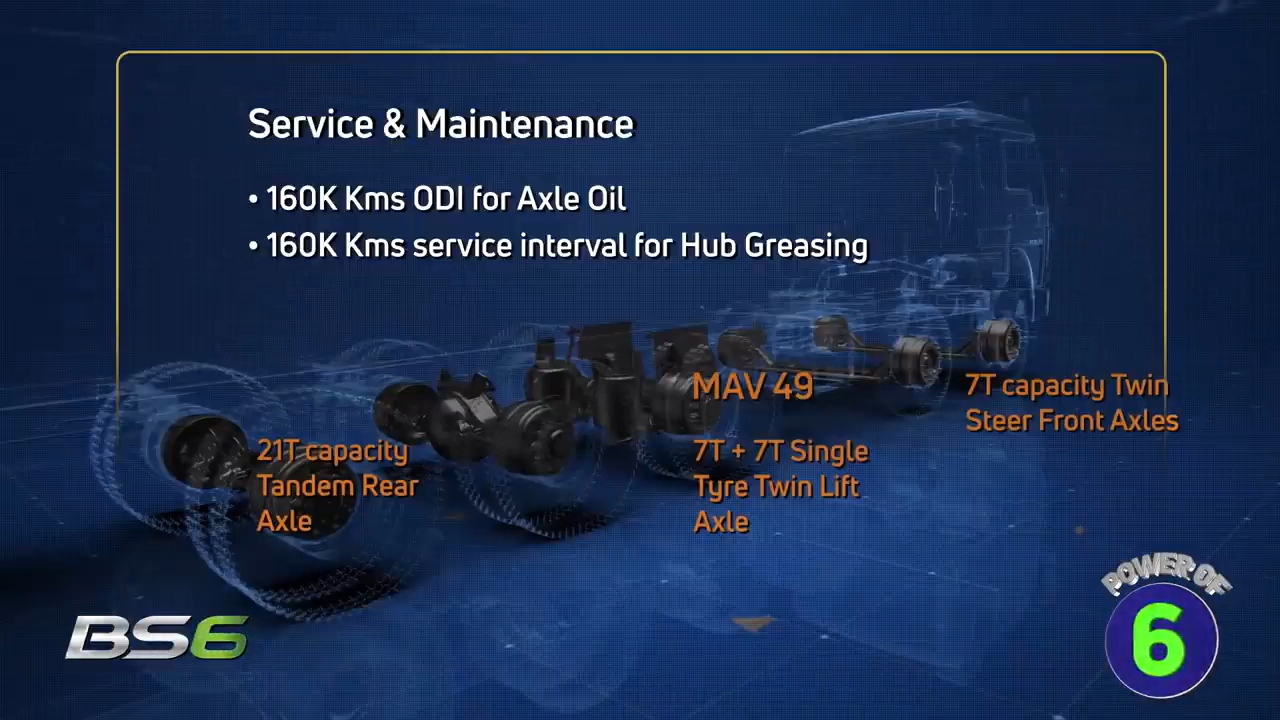 Service & Maintenance
• 160K Kms ODI for Axle Oil
• 160K Kms service interval for Hub Greasing
MAV 49
7T capacity Twin
Steer Front Axles
21T capacity
Tandem Rear
Axle
7T + 7T Single
Tyre Twin Lift
Axle
BS6
POWER OF
6